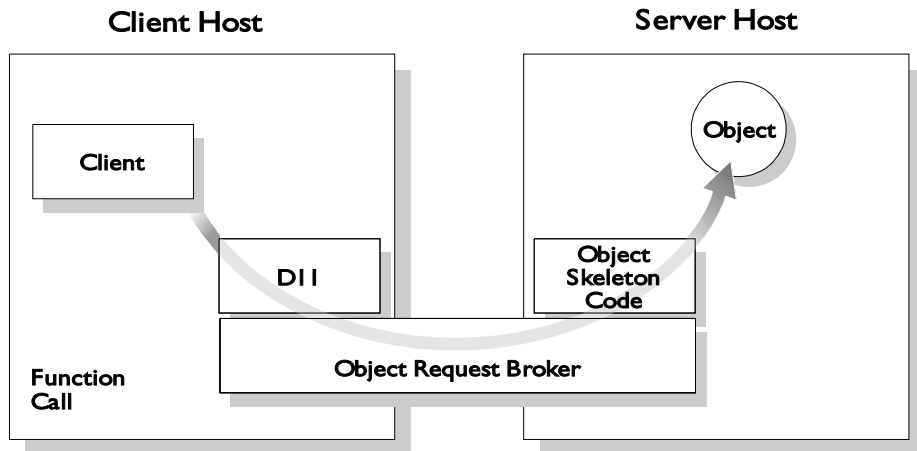 Client Host
Server Host
Client
Object
DII
Object
Skeleton
Code
Object Request Broker
Function
Call